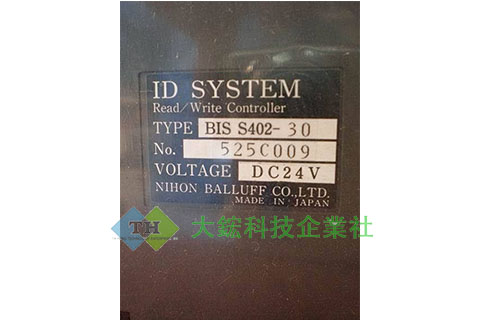 ID SYSTEM
Read/Write Controller
TYPE BIS S402-30
No. 525C009
VOLTAGE DC24V
NIHON BALLUFF CO.,LTD.
MADE IN JAPAN
TH
大鋐科技企業社